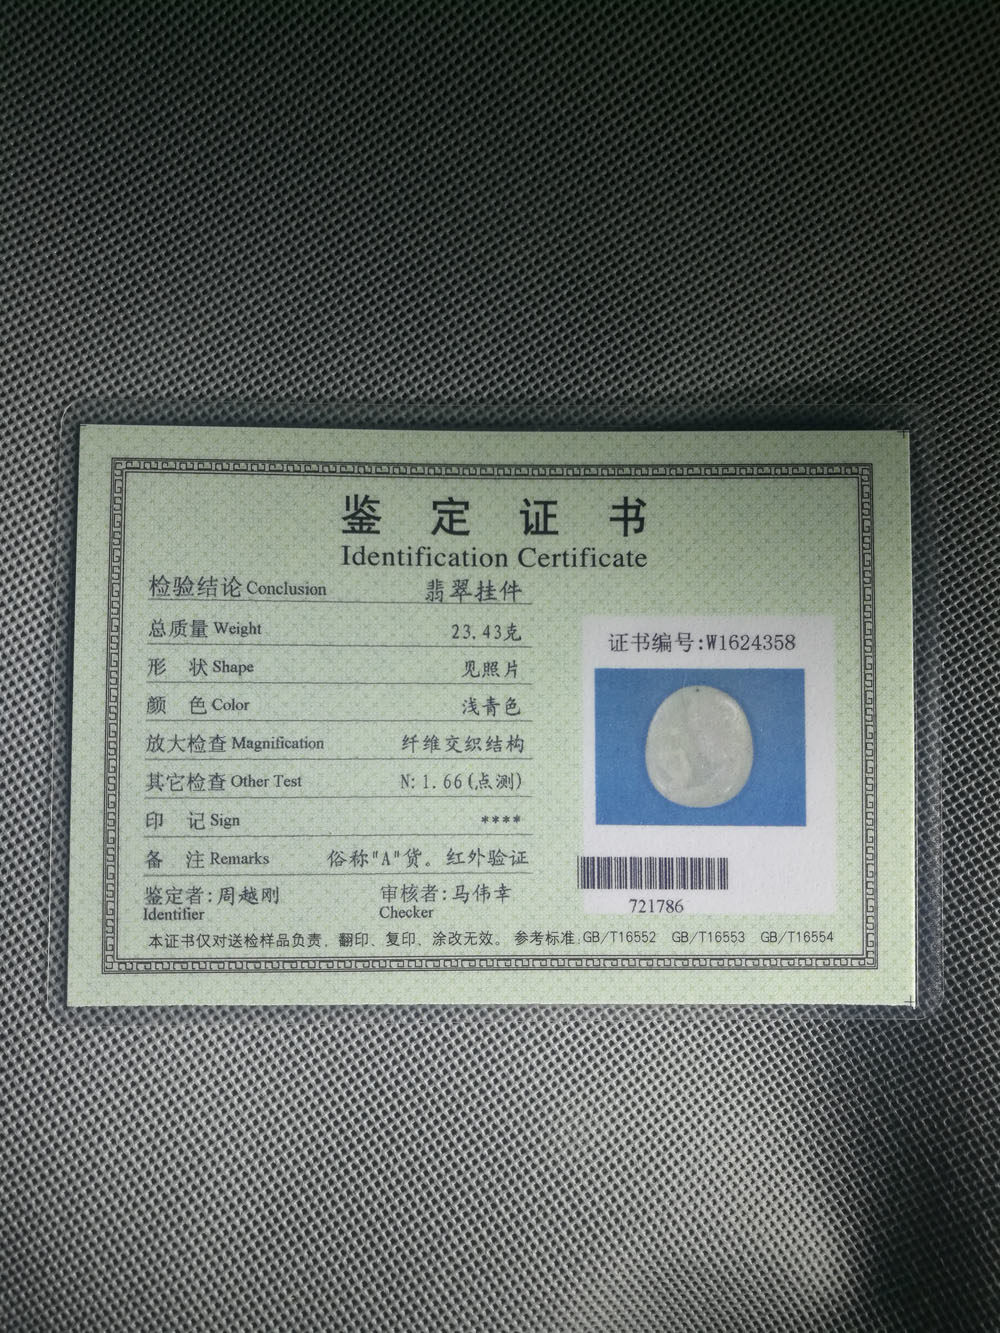 鉴定证书
Identification Certificate
检验结论 Conclusion 翡翠挂件
总质量 Weight 23.43克
形 状 Shape 见照片
颜 色 Color 浅青色
放大检查 Magnification 纤维交织结构
其它检查 Other Test N:1.66(点测)
印 记 Sign ****
备 注 Remarks 俗称"A"货。红外验证
鉴定者:周越刚 审核者:马伟幸
Identifier Checker
证书编号:W1624358
721786
本证书仅对送检样品负责，翻印、复印、涂改无效。 参考标准:GB/T16552 GB/T16553 GB/T16554